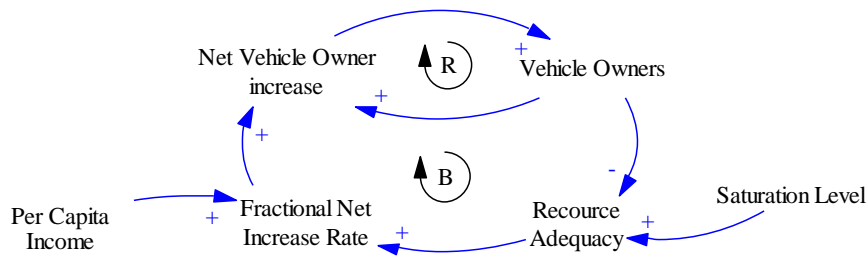 Net Vehicle Owner
increase
+
R
+
Vehicle Owners
+
+
B
-
Per Capita
Income
+
Fractional Net
Increase Rate
+
Recource
Adequacy
+
Saturation Level